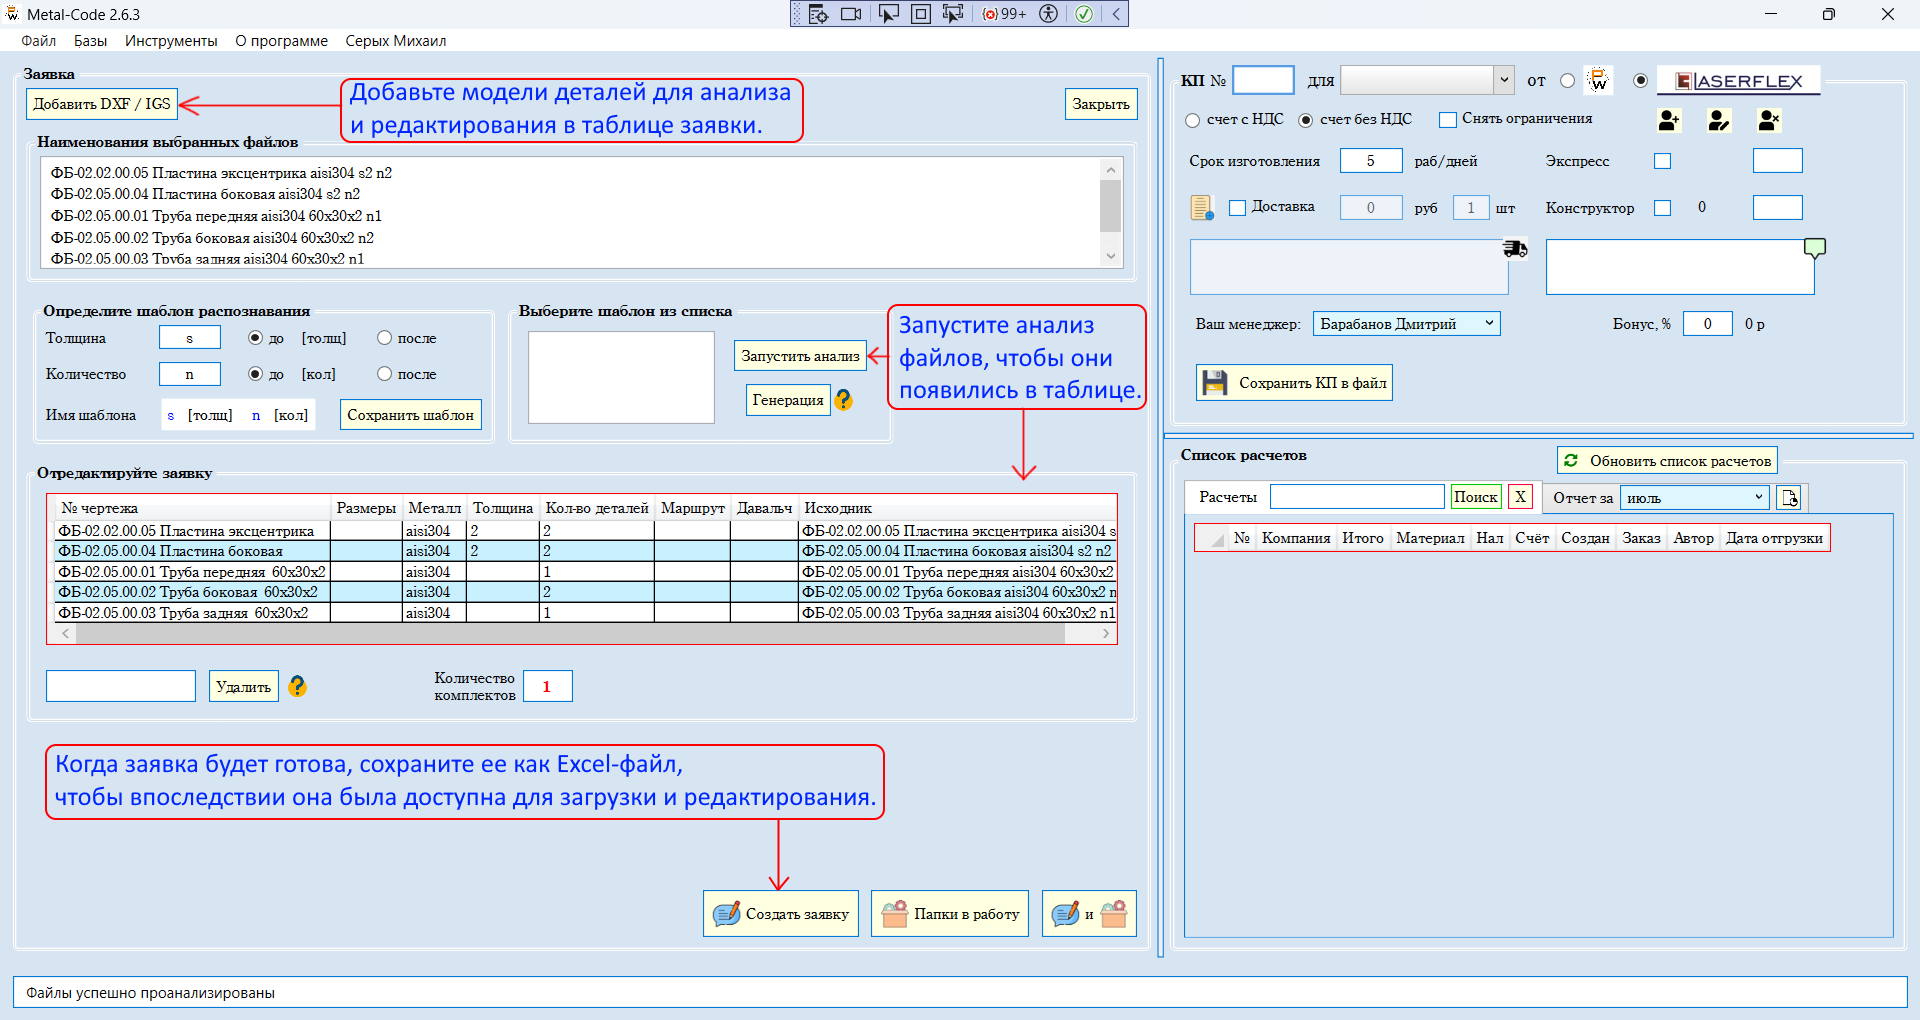 Metal-Code 2.6.3
99+
Файл Базы Инструменты О программе Серых Михаил
Заявка
Добавить DXF / IGS
Добавьте модели деталей для анализа
и редактирования в таблице заявки.
Закрыть
Наименования выбранных файлов
ФБ-02.02.00.05 Пластина эксцентрика aisi304 s2 n2
ФБ-02.05.00.04 Пластина боковая aisi304 s2 n2
ФБ-02.05.00.01 Труба передняя aisi304 60x30x2 n1
ФБ-02.05.00.02 Труба боковая aisi304 60x30x2 n2
ФБ-02.05.00.03 Труба задняя aisi304 60x30x2 n1
Определите шаблон распознавания
Толщина s до [толщ] после
Количество n до [кол] после
Имя шаблона s [толщ] n [кол] Сохранить шаблон
Выберите шаблон из списка
Запустить анализ
Генерация ?
Запустите анализ
файлов, чтобы они
появились в таблице.
Отредактируйте заявку
№ чертежа Размеры Металл Толщина Кол-во деталей Маршрут Давальч Исходник
ФБ-02.02.00.05 Пластина эксцентрика aisi304 2 2 ФБ-02.02.00.05 Пластина эксцентрика aisi304 s
ФБ-02.05.00.04 Пластина боковая aisi304 2 2 ФБ-02.05.00.04 Пластина боковая aisi304 s2 n2
ФБ-02.05.00.01 Труба передняя 60x30x2 aisi304 1 ФБ-02.05.00.01 Труба передняя aisi304 60x30x2
ФБ-02.05.00.02 Труба боковая 60x30x2 aisi304 2 ФБ-02.05.00.02 Труба боковая aisi304 60x30x2 n
ФБ-02.05.00.03 Труба задняя 60x30x2 aisi304 1 ФБ-02.05.00.03 Труба задняя aisi304 60x30x2 n1
Удалить ?
Количество
комплектов 1
Когда заявка будет готова, сохраните ее как Excel-файл,
чтобы впоследствии она была доступна для загрузки и редактирования.
Создать заявку Папки в работу и
КП № для от PW LASERFLEX
счет с НДС счет без НДС Снять ограничения
Срок изготовления 5 раб/дней Экспресс
Доставка 0 руб 1 шт Конструктор 0
Ваш менеджер: Барабанов Дмитрий Бонус, % 0 0 р
Сохранить КП в файл
Список расчетов
Обновить список расчетов
Расчеты Поиск X Отчет за июль
№ Компания Итого Материал Нал Счёт Создан Заказ Автор Дата отгрузки
Файлы успешно проанализированы